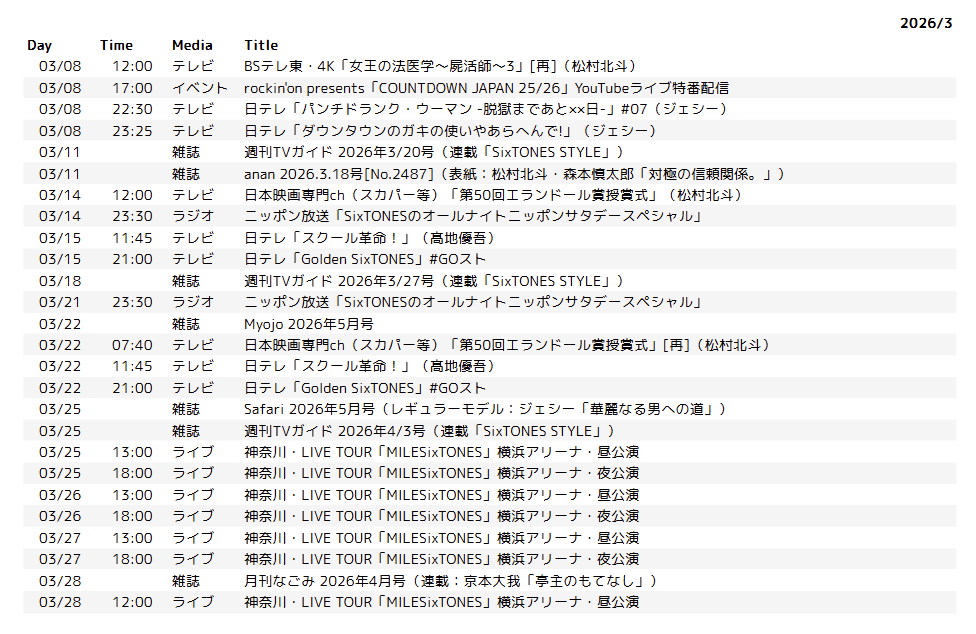 2026/3
Day Time Media Title
03/08 12:00 テレビ BSテレ東・4K「女王の法医学～屍活師～3」[再]（松村北斗）
03/08 17:00 イベント rockin'on presents「COUNTDOWN JAPAN 25/26」YouTubeライブ特番配信
03/08 22:30 テレビ 日テレ「パンチドランク・ウーマン -脱獄まであと××日-」#07（ジェシー）
03/08 23:25 テレビ 日テレ「ダウンタウンのガキの使いやあらへんで!」（ジェシー）
03/11 雑誌 週刊TVガイド 2026年3/20号（連載「SixTONES STYLE」）
03/11 雑誌 anan 2026.3.18号[No.2487]（表紙：松村北斗・森本慎太郎「対極の信頼関係。」）
03/14 12:00 テレビ 日本映画専門ch（スカパー等）「第50回エランドール賞授賞式」（松村北斗）
03/14 23:30 ラジオ ニッポン放送「SixTONESのオールナイトニッポンサタデースペシャル」
03/15 11:45 テレビ 日テレ「スクール革命！」（髙地優吾）
03/15 21:00 テレビ 日テレ「Golden SixTONES」#GOスト
03/18 雑誌 週刊TVガイド 2026年3/27号（連載「SixTONES STYLE」）
03/21 23:30 ラジオ ニッポン放送「SixTONESのオールナイトニッポンサタデースペシャル」
03/22 雑誌 Myojo 2026年5月号
03/22 07:40 テレビ 日本映画専門ch（スカパー等）「第50回エランドール賞授賞式」[再]（松村北斗）
03/22 11:45 テレビ 日テレ「スクール革命！」（髙地優吾）
03/22 21:00 テレビ 日テレ「Golden SixTONES」#GOスト
03/25 雑誌 Safari 2026年5月号（レギュラーモデル：ジェシー「華麗なる男への道」）
03/25 雑誌 週刊TVガイド 2026年4/3号（連載「SixTONES STYLE」）
03/25 13:00 ライブ 神奈川・LIVE TOUR「MILESixTONES」横浜アリーナ・昼公演
03/25 18:00 ライブ 神奈川・LIVE TOUR「MILESixTONES」横浜アリーナ・夜公演
03/26 13:00 ライブ 神奈川・LIVE TOUR「MILESixTONES」横浜アリーナ・昼公演
03/26 18:00 ライブ 神奈川・LIVE TOUR「MILESixTONES」横浜アリーナ・夜公演
03/27 13:00 ライブ 神奈川・LIVE TOUR「MILESixTONES」横浜アリーナ・昼公演
03/27 18:00 ライブ 神奈川・LIVE TOUR「MILESixTONES」横浜アリーナ・夜公演
03/28 雑誌 月刊なごみ 2026年4月号（連載：京本大我「亭主のもてなし」）
03/28 12:00 ライブ 神奈川・LIVE TOUR「MILESixTONES」横浜アリーナ・昼公演